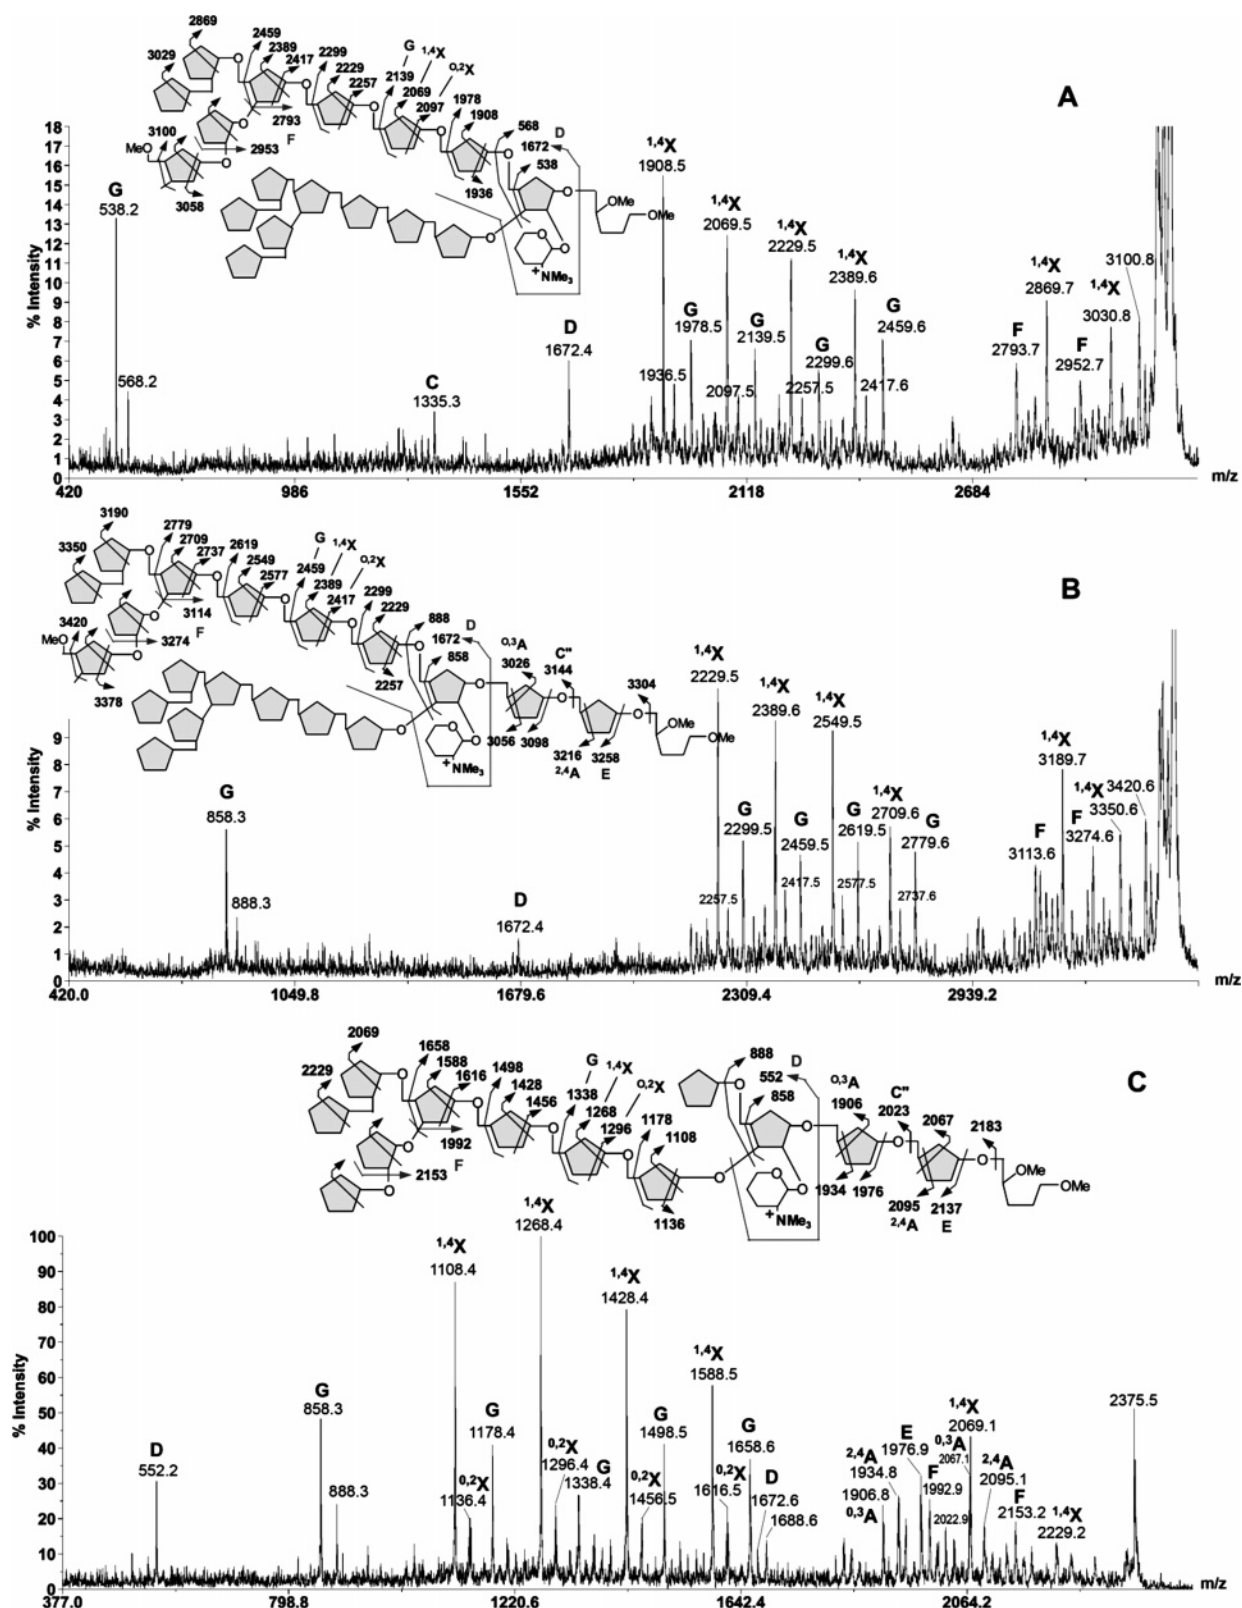 2869
2459
2389
2417
2299
2229
2257
G
1,4X
0,2X
2139
2069
2097
1978
1908
568
D
1672
538
1936
3029
2793
F
3100
MeO
2953
3058
O
OMe
OMe
+NMe3
A
% Intensity
18
17
16
15
14
13
12
11
10
9
8
7
6
5
4
3
2
1
0
G
538.2
568.2
C
1335.3
D
1672.4
1,4X
1908.5
1936.5
G
1978.5
1,4X
2069.5
2097.5
G
2139.5
1,4X
2229.5
2257.5
G
2299.6
1,4X
2389.6
2417.6
G
2459.6
F
2793.7
1,4X
2869.7
F
2952.7
1,4X
3030.8
3100.8
420
986
1552
2118
2684
m/z
3190
2779
2709
2737
2619
2549
2577
G
1,4X
0,2X
2459
2389
2417
2299
2229
888
D
1672
858
2257
3350
3114
F
3420
MeO
3274
3378
0,3A
3026
C"
3144
3304
3056
3098
3216
2,4A
3258
E
OMe
OMe
+NMe3
B
% Intensity
9
8
7
6
5
4
3
2
1
0
G
858.3
888.3
D
1672.4
1,4X
2229.5
2257.5
G
2299.5
1,4X
2389.6
2417.5
G
2459.5
1,4X
2549.5
2577.5
G
2619.5
1,4X
2709.6
2737.6
G
2779.6
F
3113.6
1,4X
3189.7
F
3274.6
1,4X
3350.6
3420.6
420.0
1049.8
1679.6
2309.4
2939.2
m/z
2069
1658
1588
1616
1498
1428
1456
G
1,4X
0,2X
1338
1268
1296
1178
1108
1136
888
D
552
858
2229
1992
F
2153
0,3A
1906
C"
2023
2067
2183
1934
1976
2095
2,4A
2137
E
OMe
OMe
+NMe3
C
% Intensity
100
90
80
70
60
50
40
30
20
10
0
D
552.2
G
858.3
888.3
1,4X
1108.4
0,2X
1136.4
G
1178.4
1,4X
1268.4
0,2X
1296.4
G
1338.4
1,4X
1428.4
0,2X
1456.5
G
1498.5
1,4X
1588.5
0,2X
1616.5
G
1658.6
D
1672.6
1688.6
2,4A
1934.8
1906.8
0,3A
E
1976.9
F
1992.9
2022.9
1,4X
2069.1
0,3A
2067.1
2,4A
2095.1
F
2153.2
1,4X
2229.2
2375.5
377.0
798.8
1220.6
1642.4
2064.2
m/z